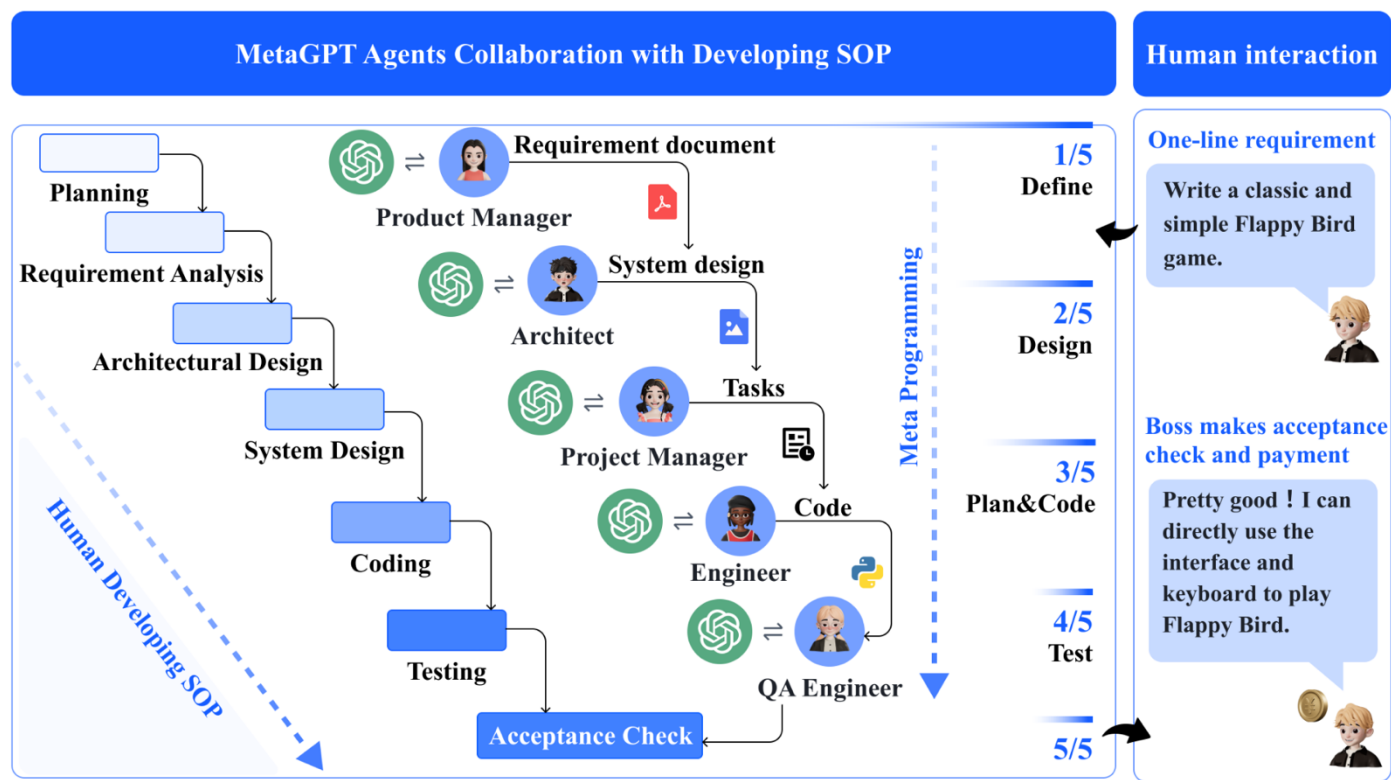 MetaGPT Agents Collaboration with Developing SOP
Human interaction
Planning
Requirement Analysis
Architectural Design
System Design
Coding
Testing
Acceptance Check
Human Developing SOP
Requirement document
Product Manager
System design
Architect
Tasks
Project Manager
Code
Engineer
QA Engineer
Meta Programming
1/5
Define
2/5
Design
3/5
Plan&Code
4/5
Test
5/5
One-line requirement
Write a classic and
simple Flappy Bird
game.
Boss makes acceptance
check and payment
Pretty good！I can
directly use the
interface and
keyboard to play
Flappy Bird.